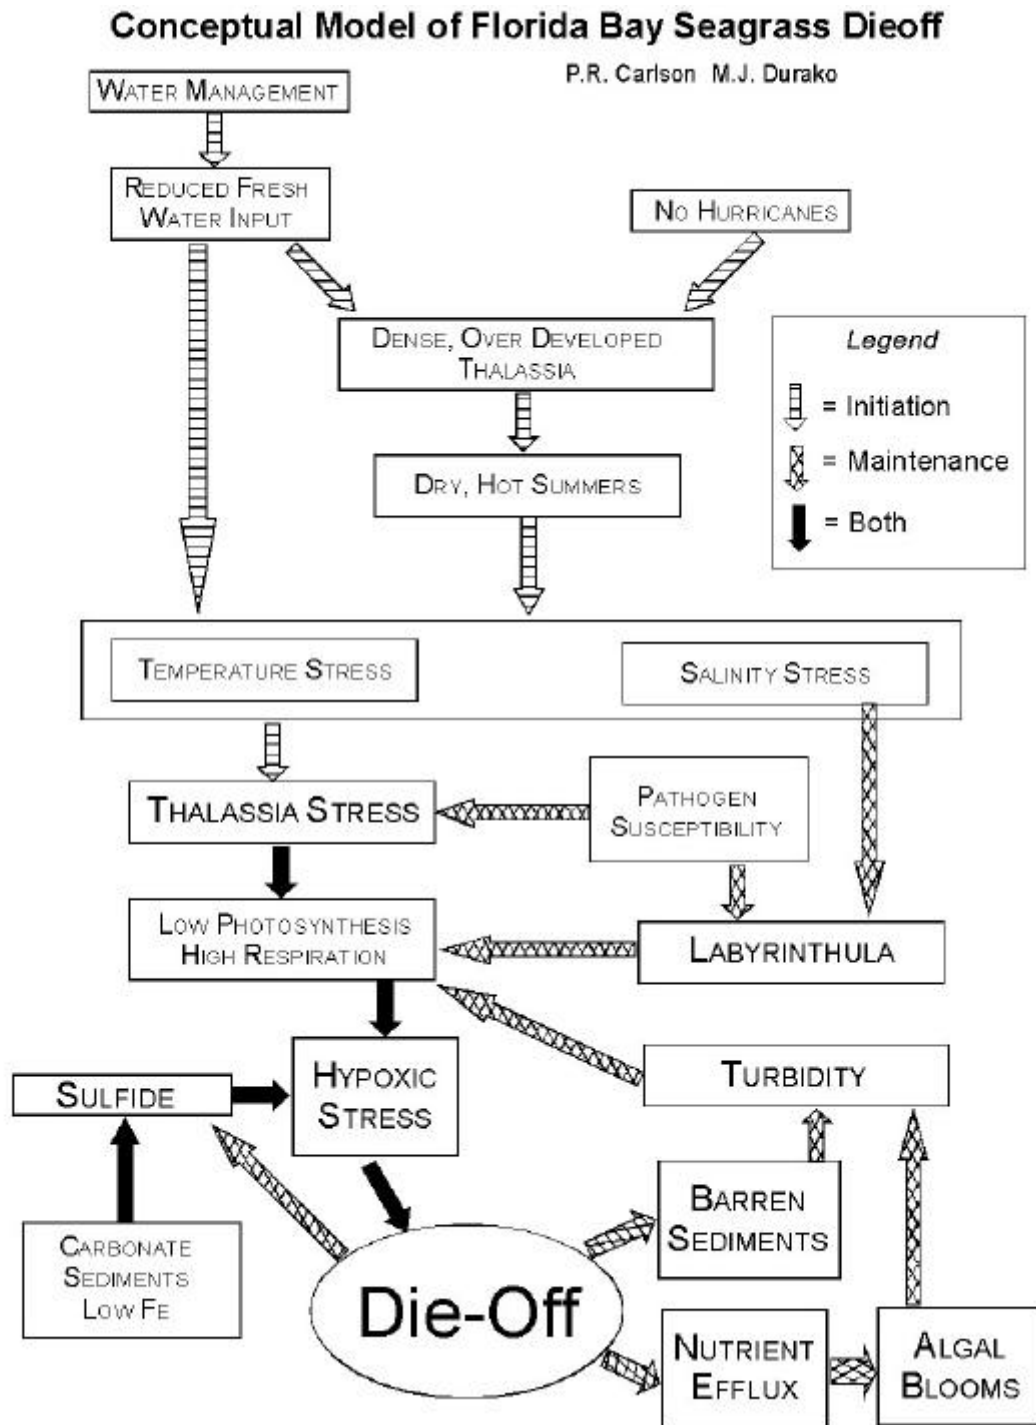 Conceptual Model of Florida Bay Seagrass Dieoff
P.R. Carlson M.J. Durako
WATER MANAGEMENT
REDUCED FRESH
WATER INPUT
NO HURRICANES
DENSE, OVER DEVELOPED
THALASSIA
Legend
= Initiation
= Maintenance
= Both
DRY, HOT SUMMERS
TEMPERATURE STRESS
SALINITY STRESS
THALASSIA STRESS
PATHOGEN
SUSCEPTIBILITY
LOW PHOTOSYNTHESIS
HIGH RESPIRATION
LABYRINTHULA
HYPOXIC
STRESS
TURBIDITY
SULFIDE
BARREN
SEDIMENTS
CARBONATE
SEDIMENTS
LOW FE
Die-Off
NUTRIENT
EFFLUX
ALGAL
BLOOMS